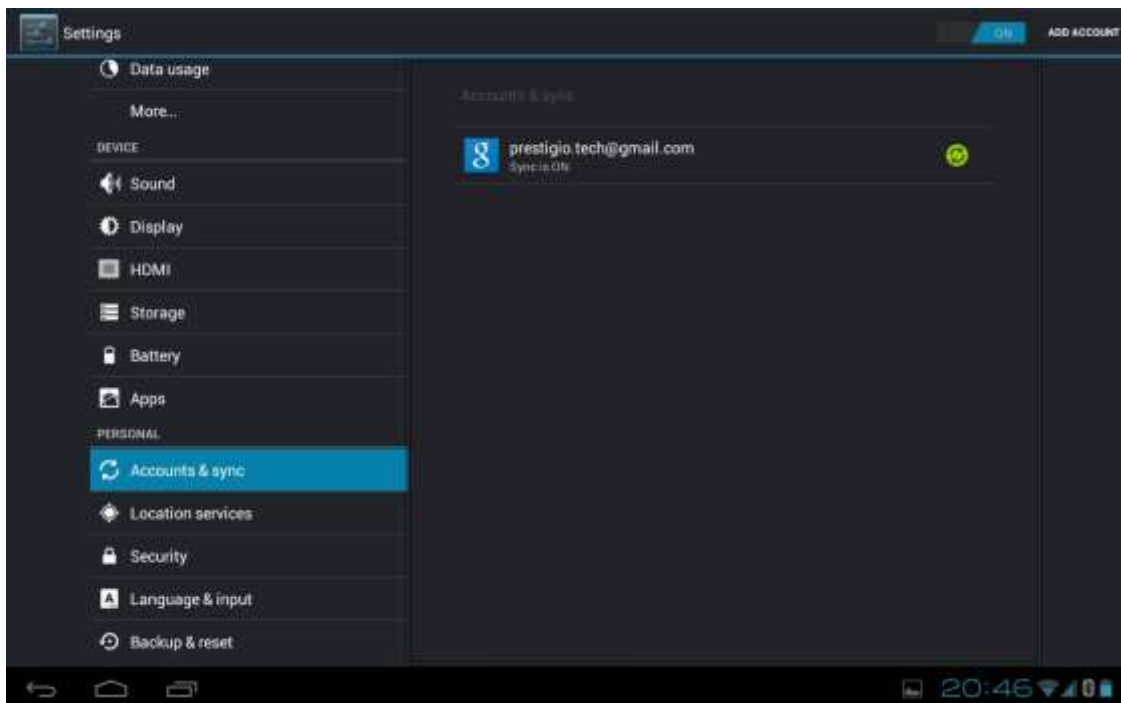 Settings
ON
ADD ACCOUNT
Data usage
More...
DEVICE
Sound
Display
HDMI
Storage
Battery
Apps
PERSONAL
Accounts & sync
Location services
Security
Language & input
Backup & reset
Accounts & sync
g
prestigio.tech@gmail.com
Sync is ON
20:46